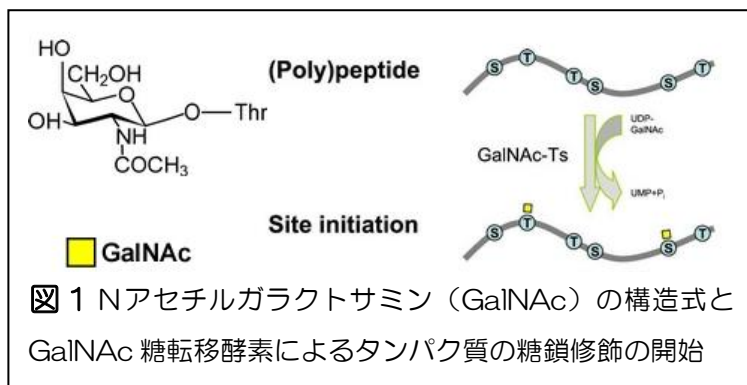 HO
CH₂OH
O
O
Thr
HO
NH
COCH₃
(Poly)peptide
S T T S S T
GalNAc-Ts
UDP-
GalNAc
UMP+Pᵢ
Site initiation
S T T S S T
GalNAc
図 1 Nアセチルガラクトサミン（GalNAc）の構造式と
GalNAc 糖転移酵素によるタンパク質の糖鎖修飾の開始